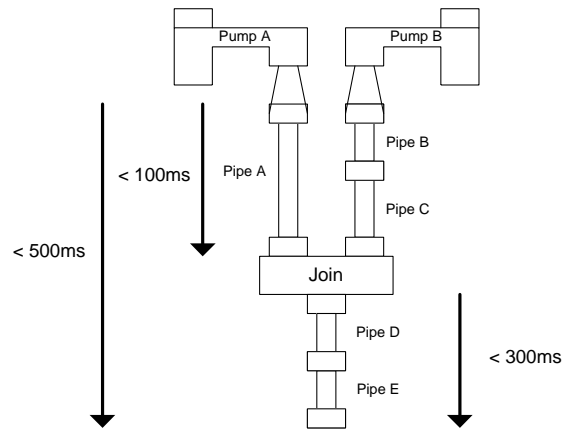 Pump A
Pump B
Pipe B
< 100ms
Pipe A
Pipe C
< 500ms
Join
Pipe D
< 300ms
Pipe E